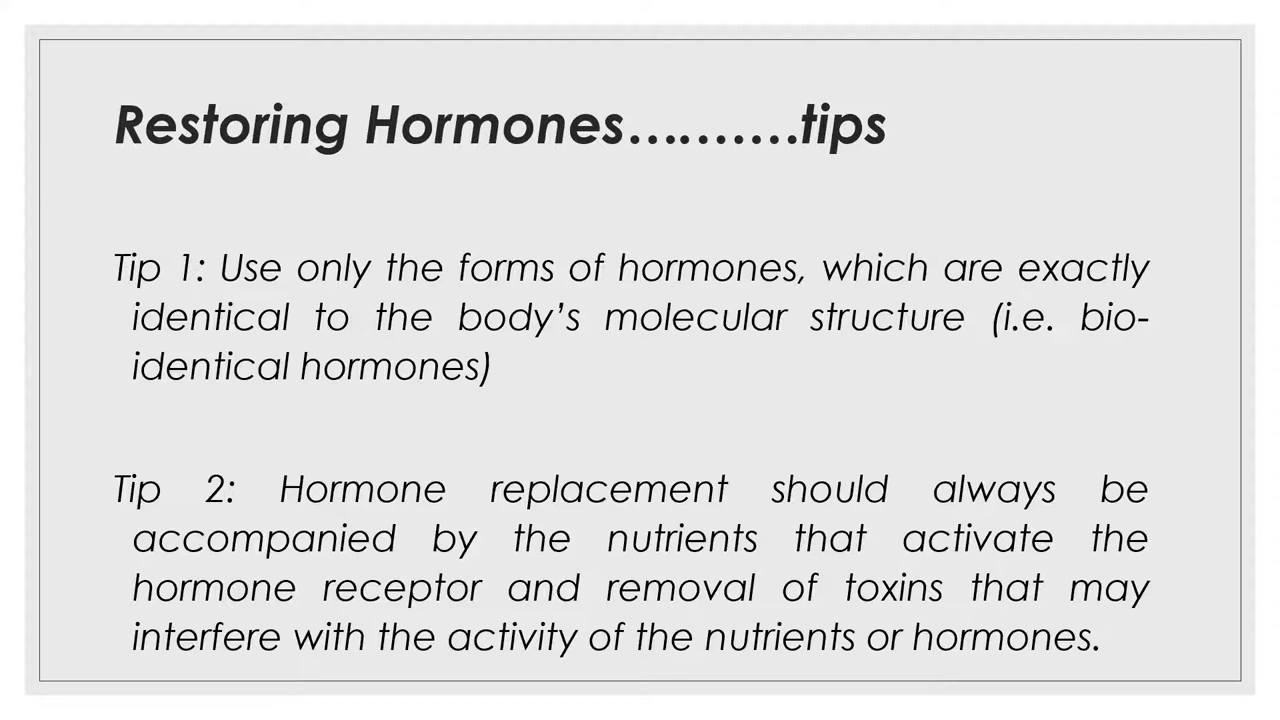 Restoring Hormones……….tips
Tip 1: Use only the forms of hormones, which are exactly
identical to the body’s molecular structure (i.e. bio-
identical hormones)
Tip 2: Hormone replacement should always be
accompanied by the nutrients that activate the
hormone receptor and removal of toxins that may
interfere with the activity of the nutrients or hormones.